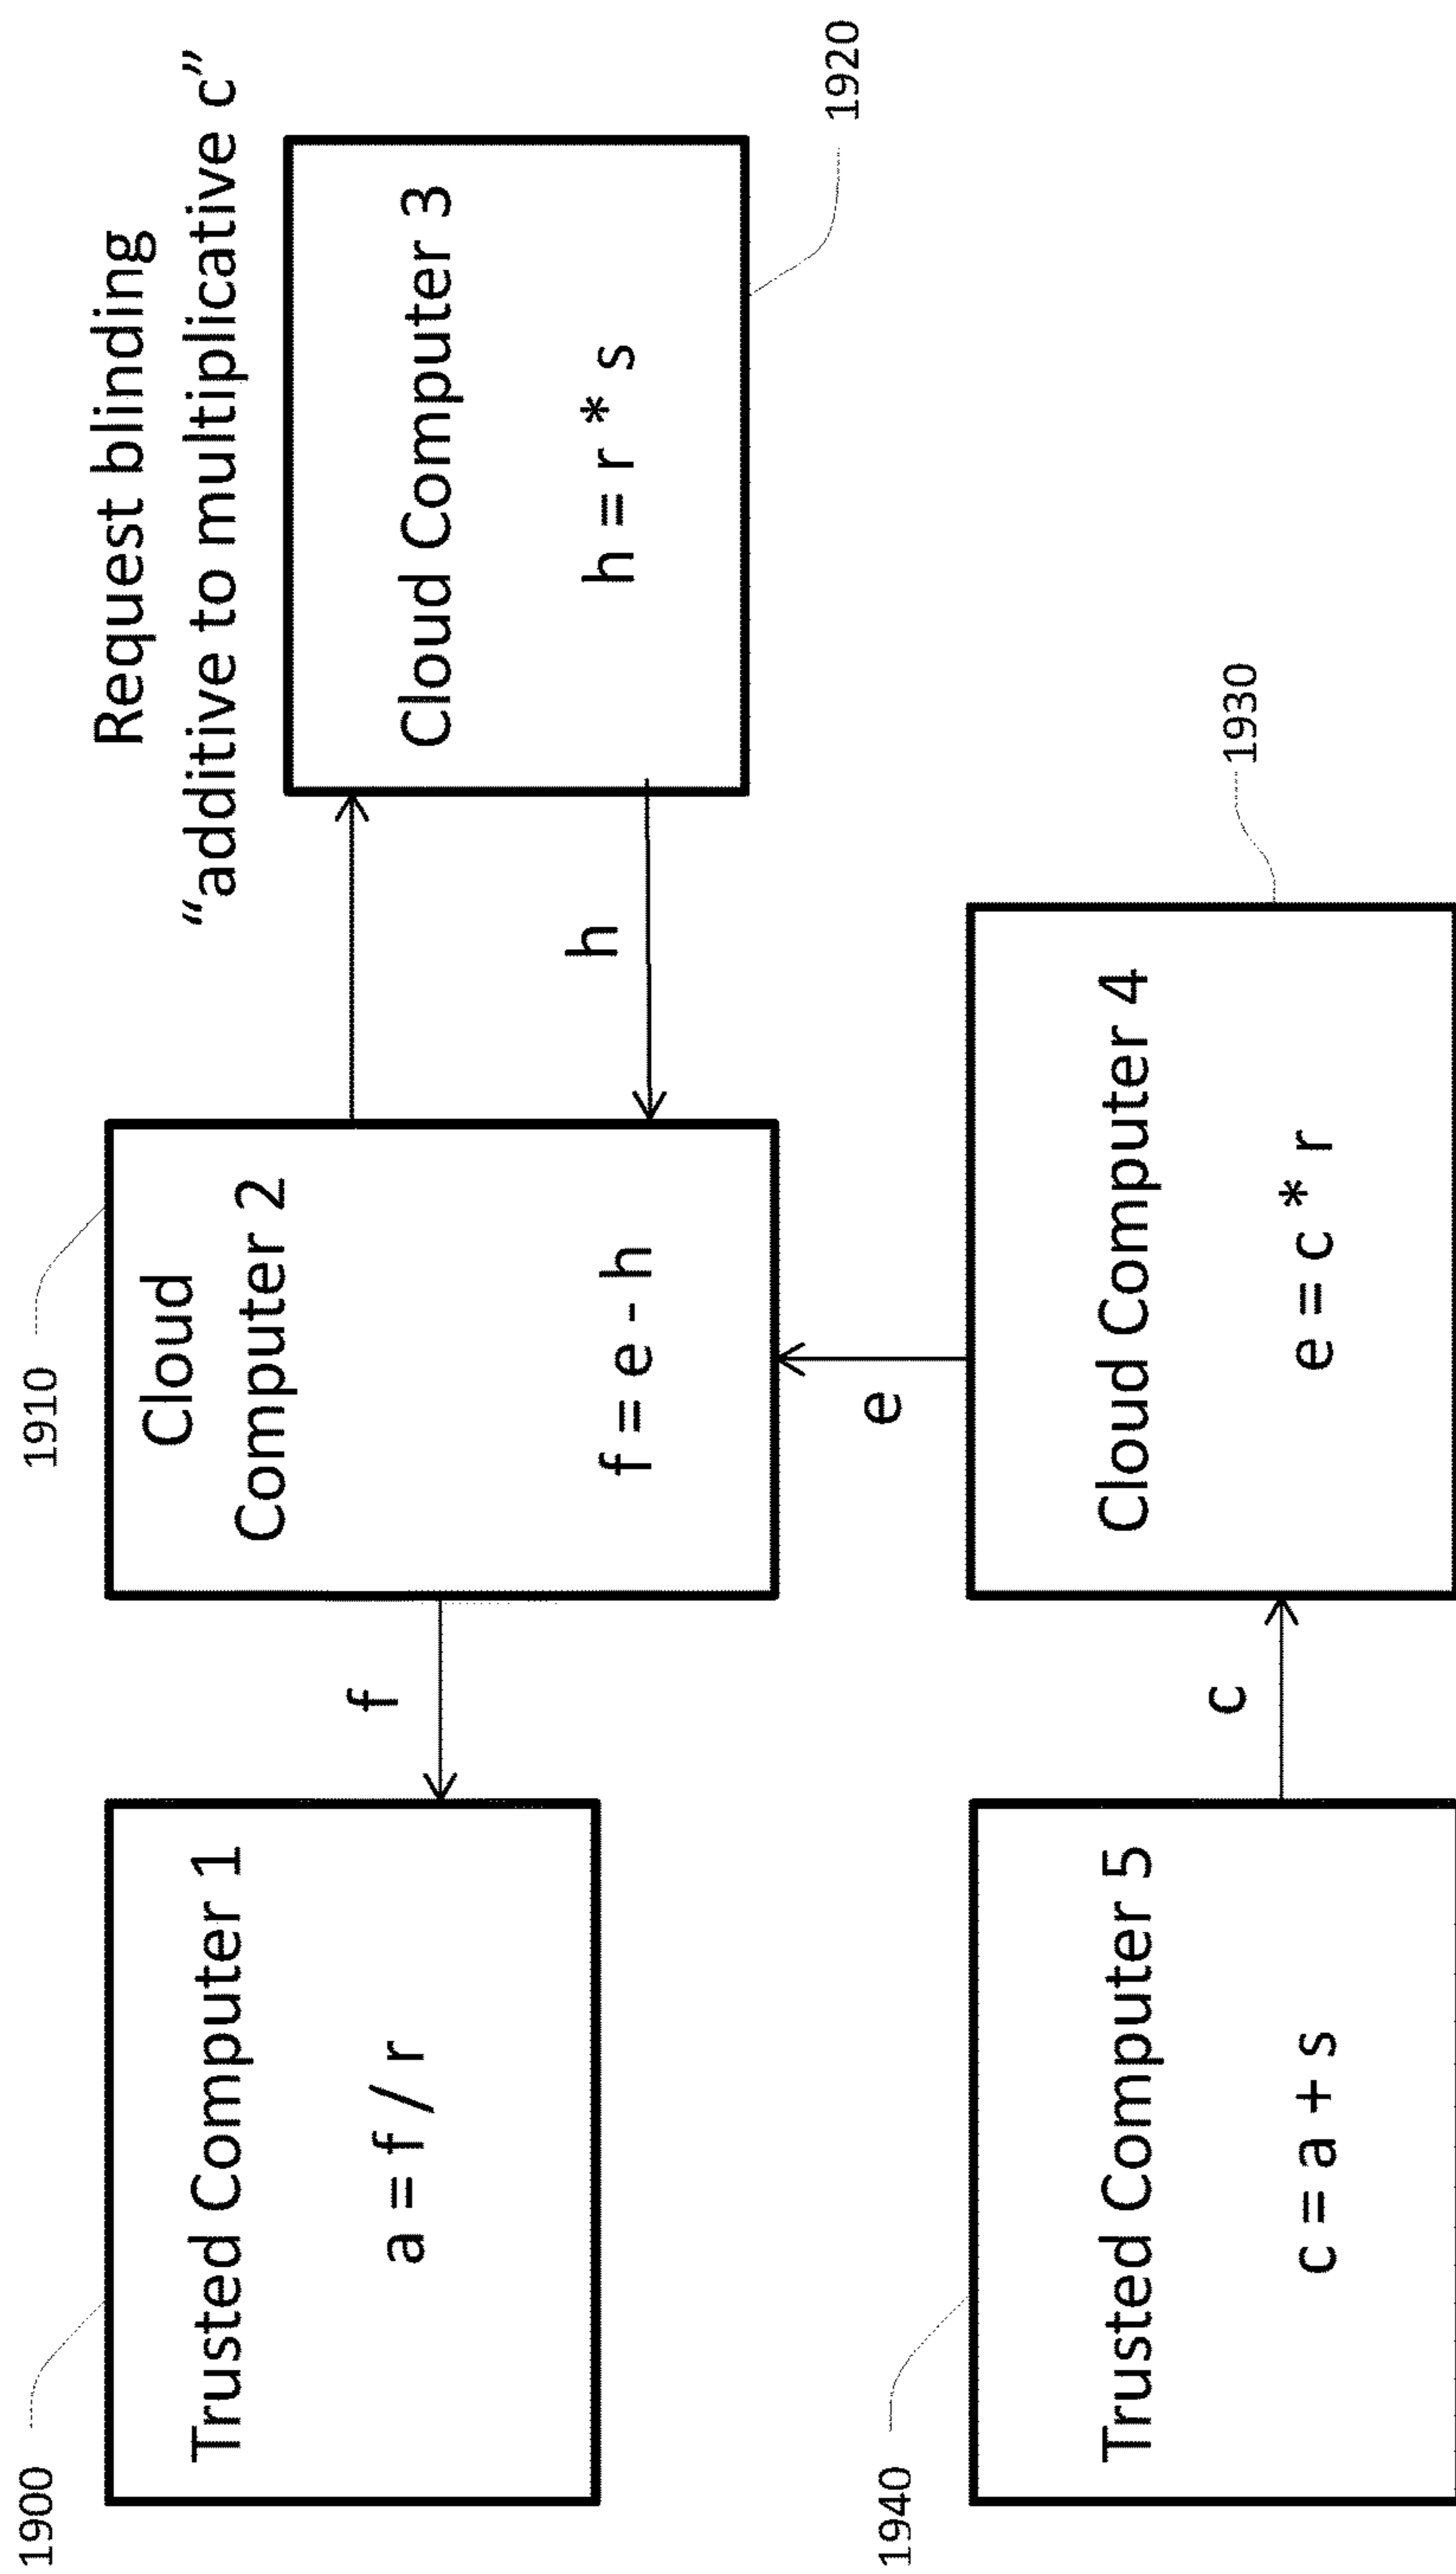 Request blinding
“additive to multiplicative c”
1900
Trusted Computer 1
a = f / r
f
1910
Cloud
Computer 2
f = e - h
h
Cloud Computer 3
h = r * s
1920
e
1940
Trusted Computer 5
c = a + s
c
Cloud Computer 4
e = c * r
1930